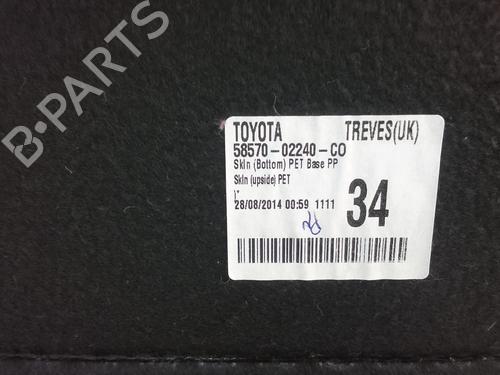 B-PARTS
TOYOTA TREVES(UK)
58570-02240-CO
Skin (Bottom) PET Base PP
Skin (upside) PET
)*
28/08/2014 00:59 1111
34